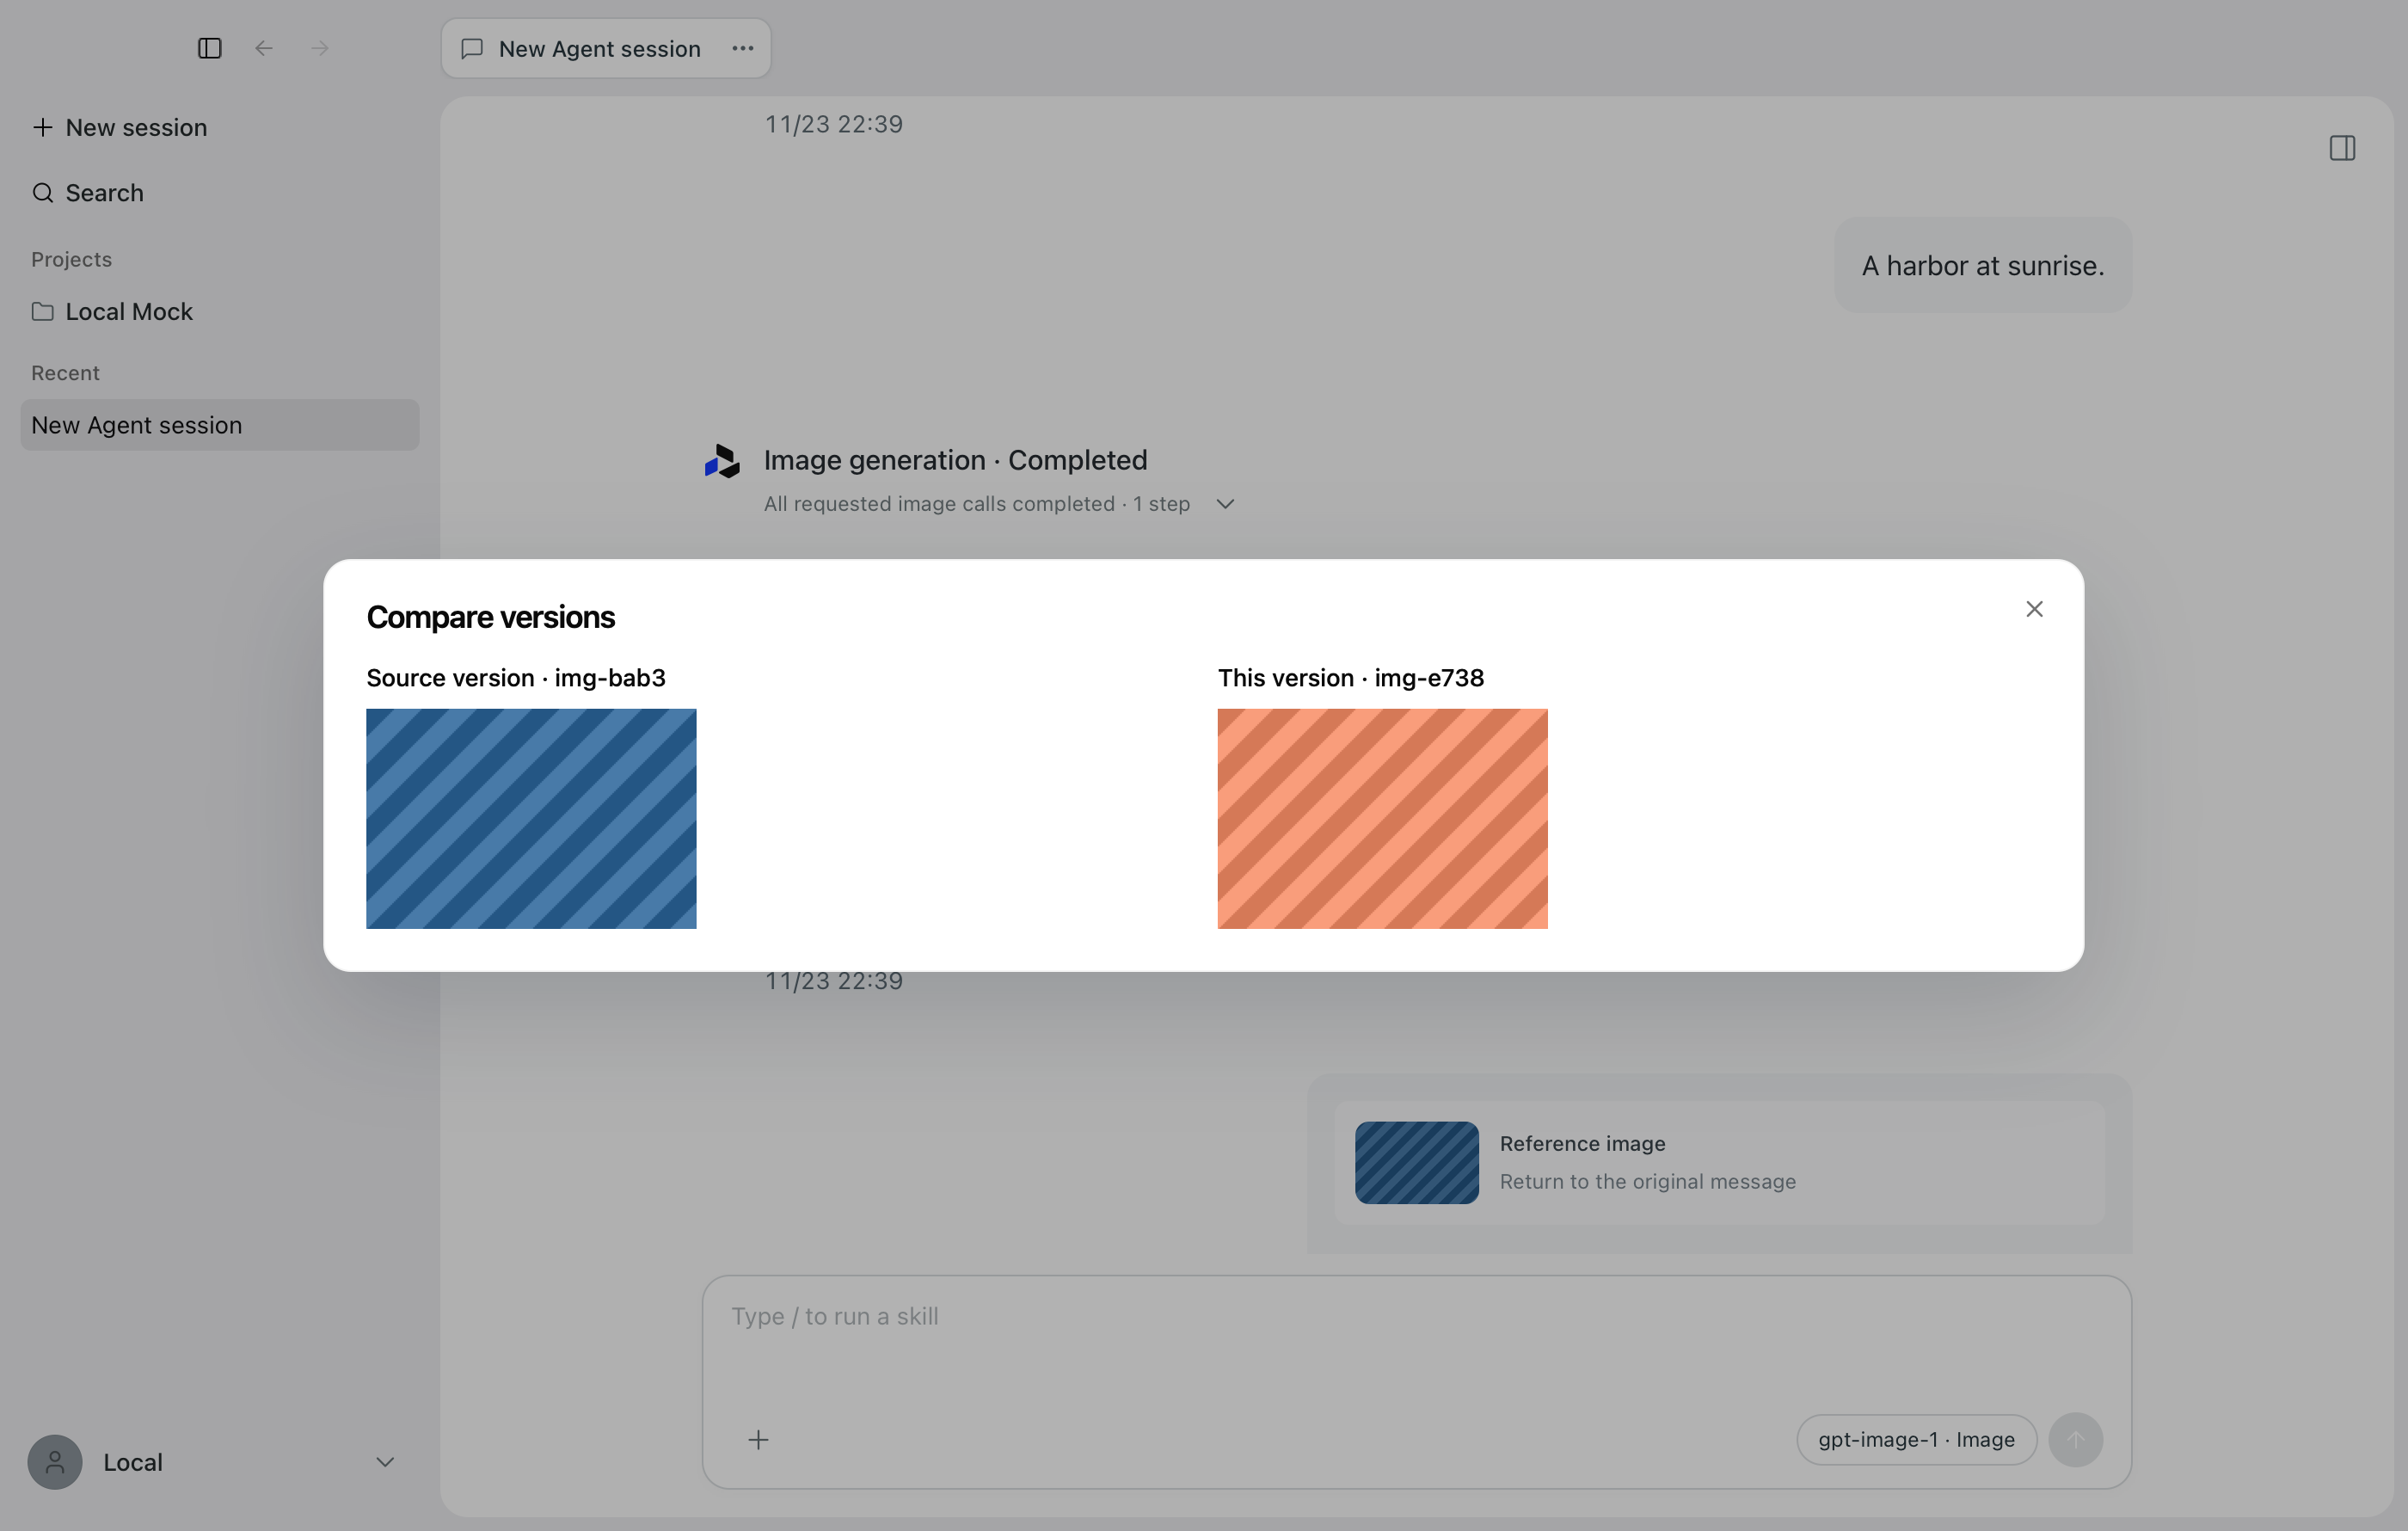 New Agent session
New session
Search
Projects
Local Mock
Recent
New Agent session
11/23 22:39
A harbor at sunrise.
Image generation · Completed
All requested image calls completed · 1 step
Compare versions
Source version · img-bab3
This version · img-e738
11/23 22:39
Reference image
Return to the original message
Type / to run a skill
gpt-image-1 · Image
Local